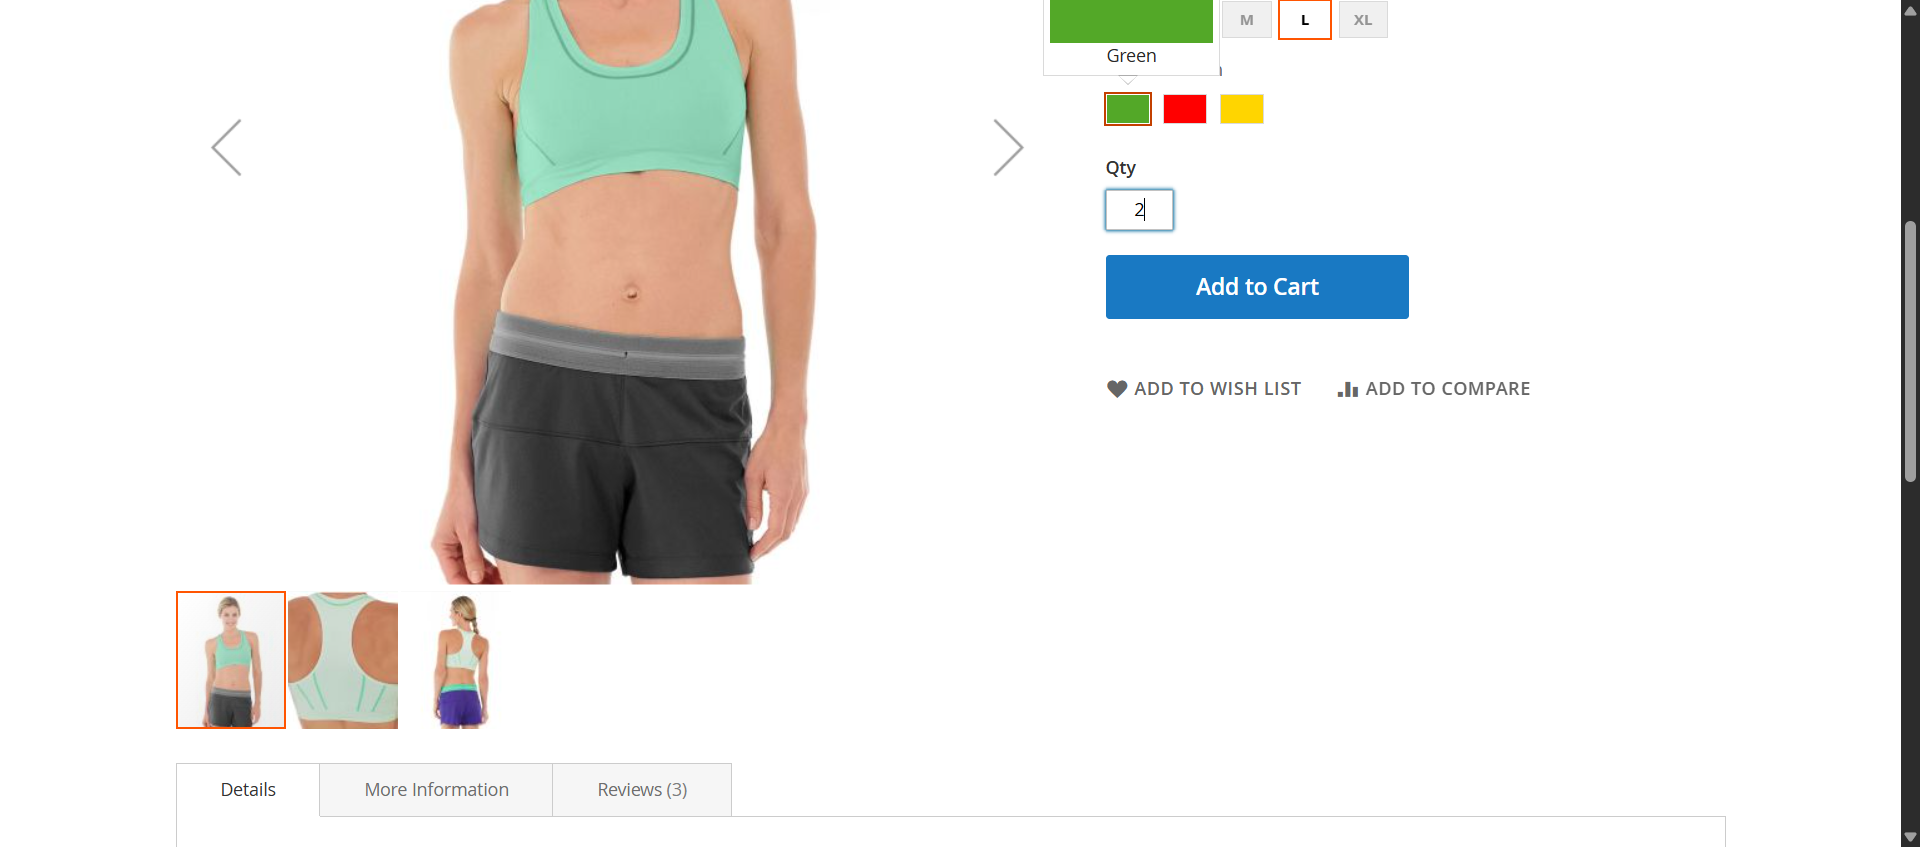 M L XL
Green
Qty
2
Add to Cart
ADD TO WISH LIST ADD TO COMPARE
Details More Information Reviews (3)